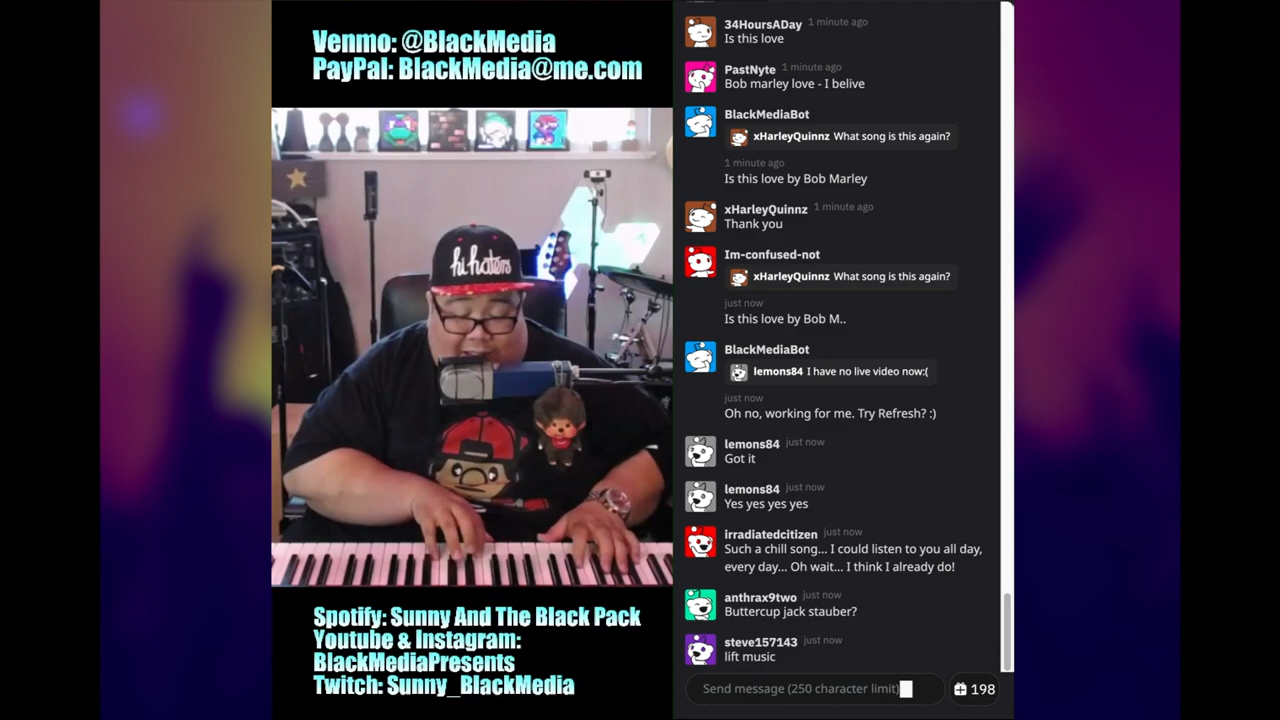 Venmo: @BlackMedia
PayPal: BlackMedia@me.com
hi haters
Spotify: Sunny And The Black Pack
Youtube & Instagram:
BlackMediaPresents
Twitch: Sunny_BlackMedia
34HoursADay 1 minute ago
Is this love
PastNyte 1 minute ago
Bob marley love - I belive
BlackMediaBot
xHarleyQuinnz What song is this again?
1 minute ago
Is this love by Bob Marley
xHarleyQuinnz 1 minute ago
Thank you
Im-confused-not
xHarleyQuinnz What song is this again?
just now
Is this love by Bob M..
BlackMediaBot
lemons84 I have no live video now:(
just now
Oh no, working for me. Try Refresh? :)
lemons84 just now
Got it
lemons84 just now
Yes yes yes yes
irradiatedcitizen just now
Such a chill song... I could listen to you all day,
every day... Oh wait... I think I already do!
anthrax9two just now
Buttercup jack stauber?
steve157143 just now
lift music
Send message (250 character limit)
198